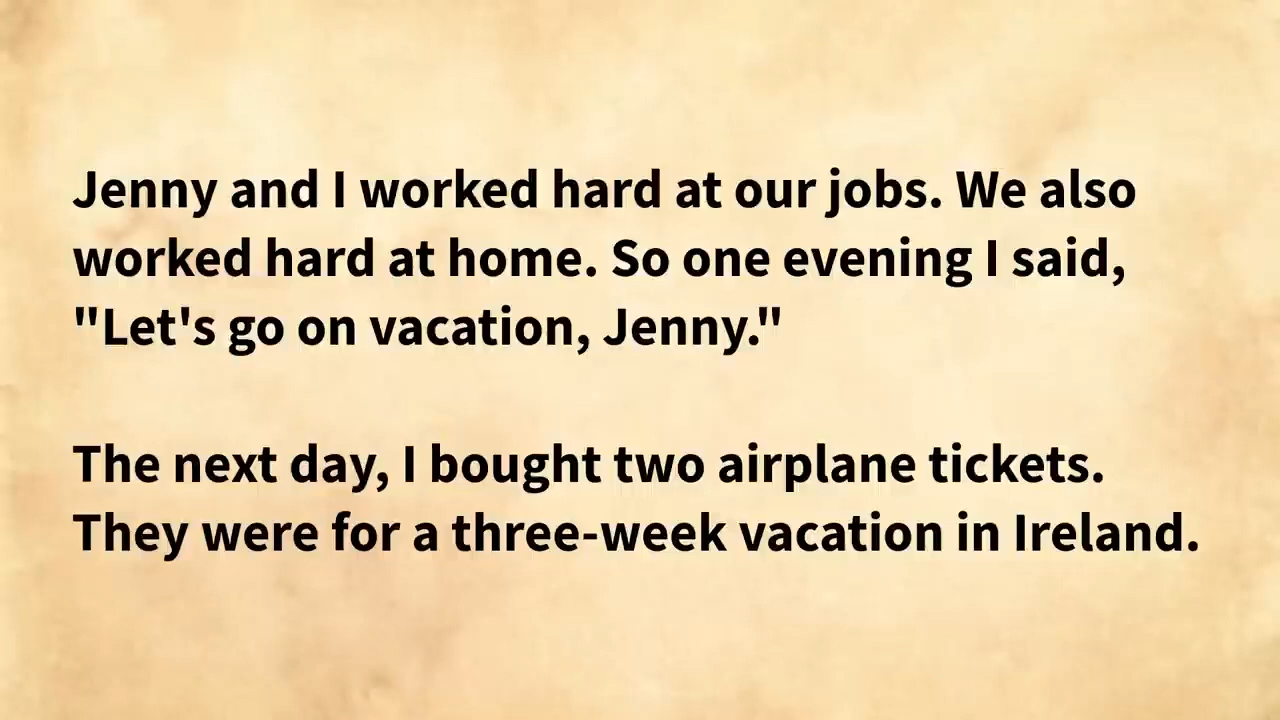 Jenny and I worked hard at our jobs. We also
worked hard at home. So one evening I said,
"Let's go on vacation, Jenny."
The next day, I bought two airplane tickets.
They were for a three-week vacation in Ireland.